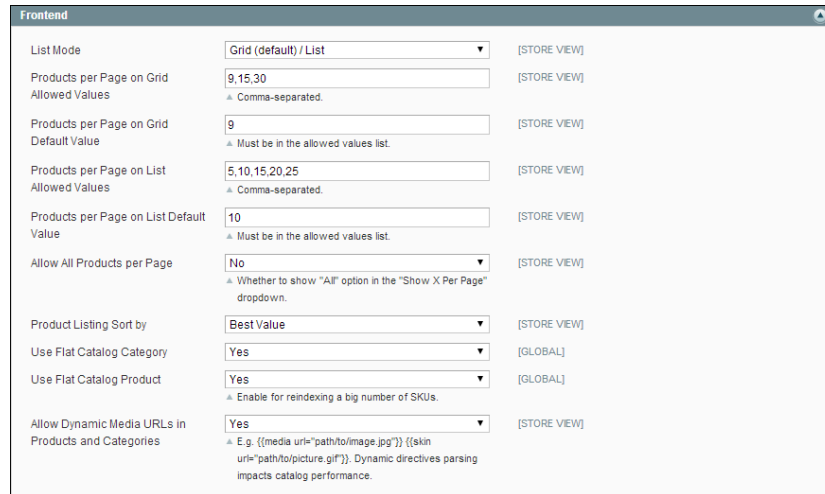 Frontend
List Mode Grid (default) / List [STORE VIEW]
Products per Page on Grid 9,15,30 [STORE VIEW]
Allowed Values Comma-separated.
Products per Page on Grid 9 [STORE VIEW]
Default Value Must be in the allowed values list.
Products per Page on List 5,10,15,20,25 [STORE VIEW]
Allowed Values Comma-separated.
Products per Page on List Default 10 [STORE VIEW]
Value Must be in the allowed values list.
Allow All Products per Page No [STORE VIEW]
Whether to show "All" option in the "Show X Per Page"
dropdown.
Product Listing Sort by Best Value [STORE VIEW]
Use Flat Catalog Category Yes [GLOBAL]
Use Flat Catalog Product Yes [GLOBAL]
Enable for reindexing a big number of SKUs.
Allow Dynamic Media URLs in Yes [STORE VIEW]
Products and Categories E.g. {{media url="path/to/image.jpg"}} {{skin
url="path/to/picture.gif"}}. Dynamic directives parsing
impacts catalog performance.